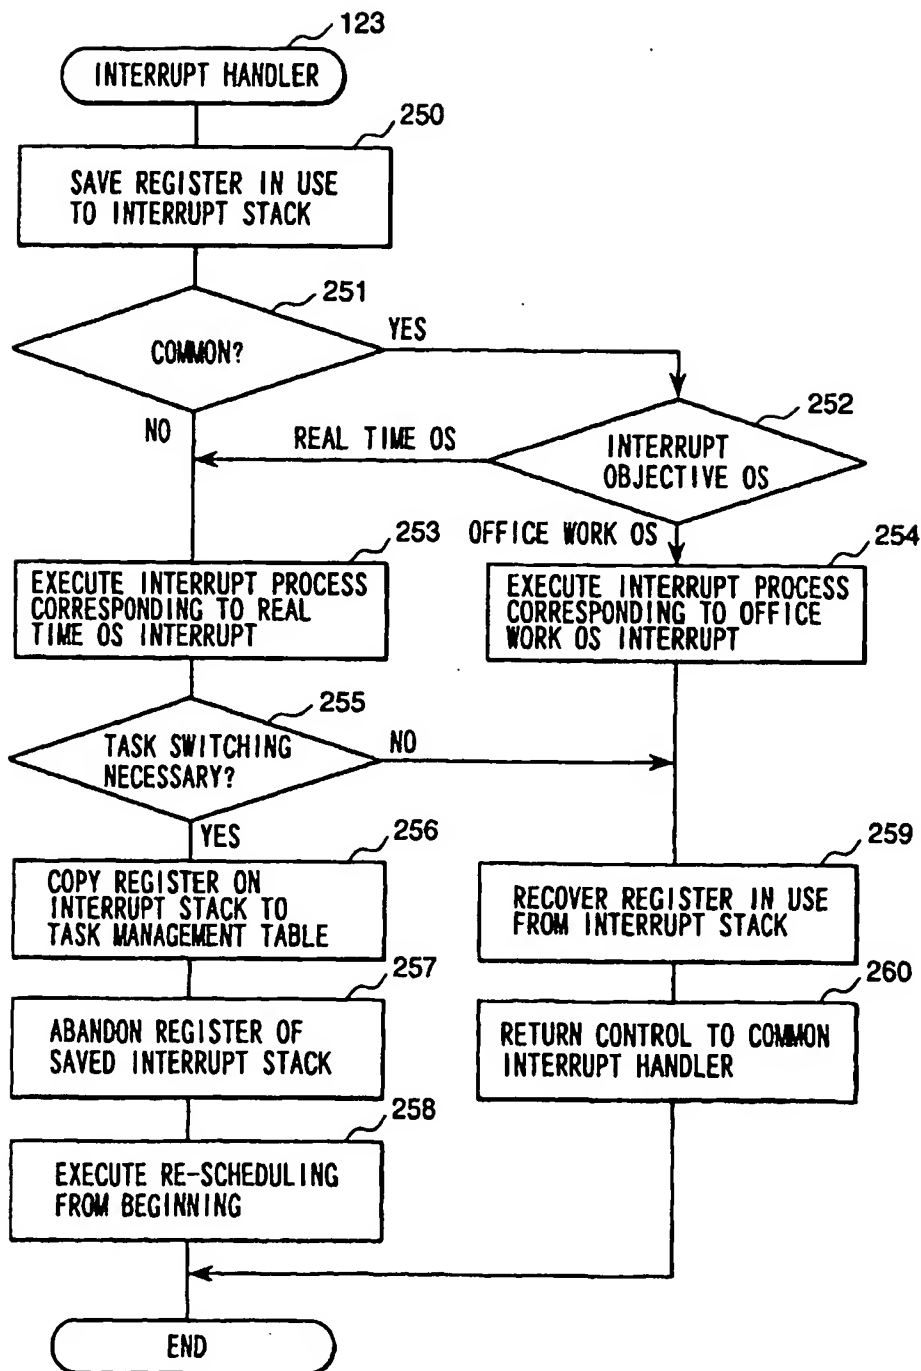 123
INTERRUPT HANDLER
250
SAVE REGISTER IN USE
TO INTERRUPT STACK
251
COMMON?
YES
NO
252
INTERRUPT
OBJECTIVE OS
REAL TIME OS
OFFICE WORK OS
253
EXECUTE INTERRUPT PROCESS
CORRESPONDING TO REAL
TIME OS INTERRUPT
254
EXECUTE INTERRUPT PROCESS
CORRESPONDING TO OFFICE
WORK OS INTERRUPT
255
TASK SWITCHING
NECESSARY?
NO
YES
256
COPY REGISTER ON
INTERRUPT STACK TO
TASK MANAGEMENT TABLE
257
ABANDON REGISTER OF
SAVED INTERRUPT STACK
258
EXECUTE RE-SCHEDULING
FROM BEGINNING
259
RECOVER REGISTER IN USE
FROM INTERRUPT STACK
260
RETURN CONTROL TO COMMON
INTERRUPT HANDLER
END